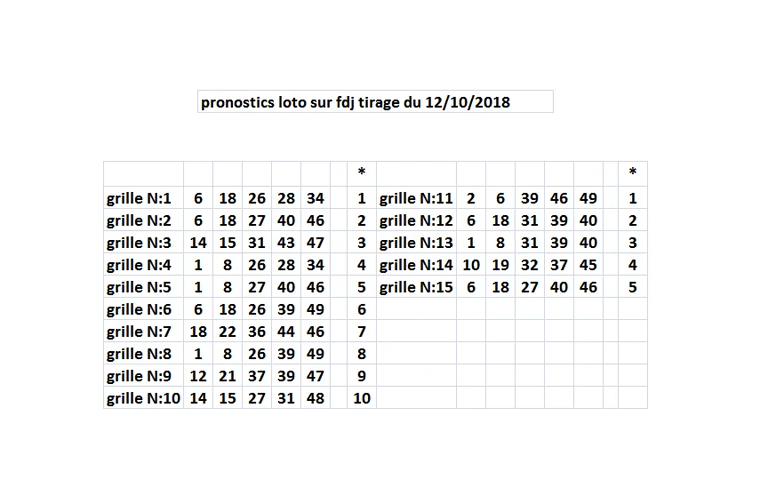 pronostics loto sur fdj tirage du 12/10/2018
* *
grille N:1 6 18 26 28 34 1 grille N:11 2 6 39 46 49 1
grille N:2 6 18 27 40 46 2 grille N:12 6 18 31 39 40 2
grille N:3 14 15 31 43 47 3 grille N:13 1 8 31 39 40 3
grille N:4 1 8 26 28 34 4 grille N:14 10 19 32 37 45 4
grille N:5 1 8 27 40 46 5 grille N:15 6 18 27 40 46 5
grille N:6 6 18 26 39 49 6
grille N:7 18 22 36 44 46 7
grille N:8 1 8 26 39 49 8
grille N:9 12 21 37 39 47 9
grille N:10 14 15 27 31 48 10